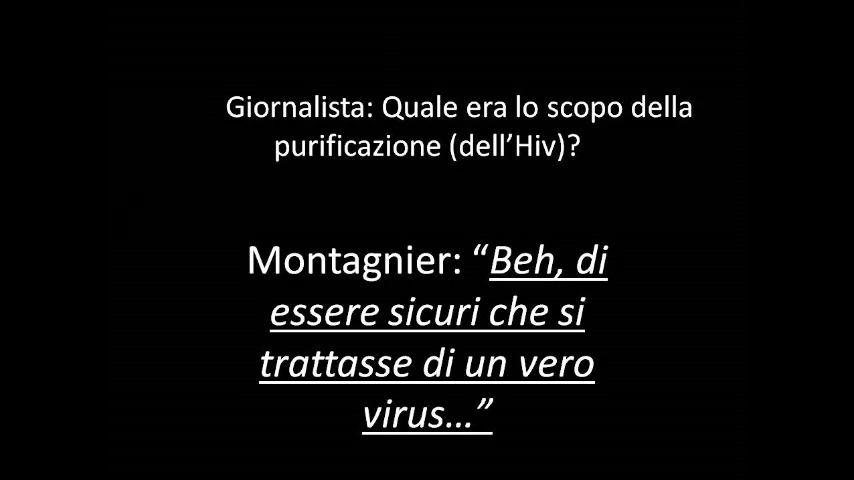 Giornalista: Quale era lo scopo della
purificazione (dell’Hiv)?
Montagnier: “Beh, di
essere sicuri che si
trattasse di un vero
virus...”